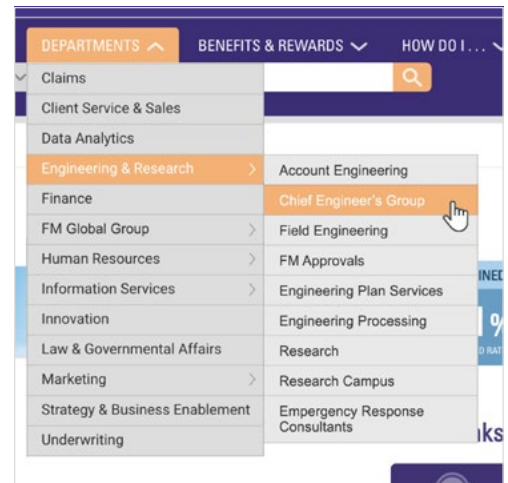 DEPARTMENTS BENEFITS & REWARDS HOW DO I...
Claims
Client Service & Sales
Data Analytics
Engineering & Research
Account Engineering
Finance
Chief Engineer's Group
FM Global Group
Field Engineering
Human Resources
FM Approvals
Information Services
Engineering Plan Services
Innovation
Engineering Processing
Law & Governmental Affairs
Research
Marketing
Research Campus
Strategy & Business Enablement
Empergency Response
Consultants
Underwriting